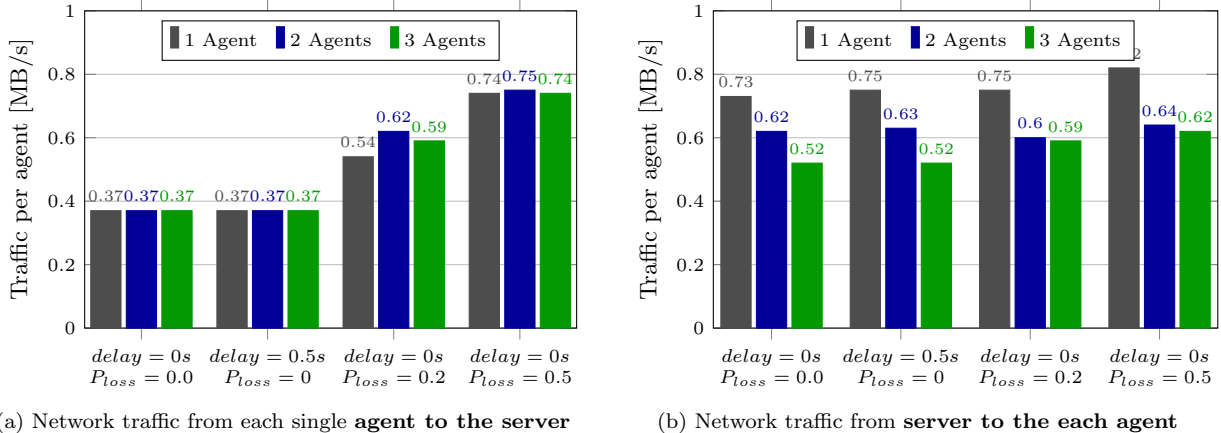 1 Agent 2 Agents 3 Agents
Traffic per agent [MB/s]
1
0.8
0.6
0.4
0.2
0
0.37 0.37 0.37
0.37 0.37 0.37
0.54 0.62 0.59
0.74 0.75 0.74
delay = 0s delay = 0.5s delay = 0s delay = 0s
P_loss = 0.0 P_loss = 0 P_loss = 0.2 P_loss = 0.5
a) Network traffic from each single agent to the server
1 Agent 2 Agents 3 Agents
Traffic per agent [MB/s]
1
0.8
0.6
0.4
0.2
0
0.73 0.62 0.52
0.75 0.63 0.52
0.75 0.6 0.59
0.64 0.62
delay = 0s delay = 0.5s delay = 0s delay = 0s
P_loss = 0.0 P_loss = 0 P_loss = 0.2 P_loss = 0.5
(b) Network traffic from server to the each agent